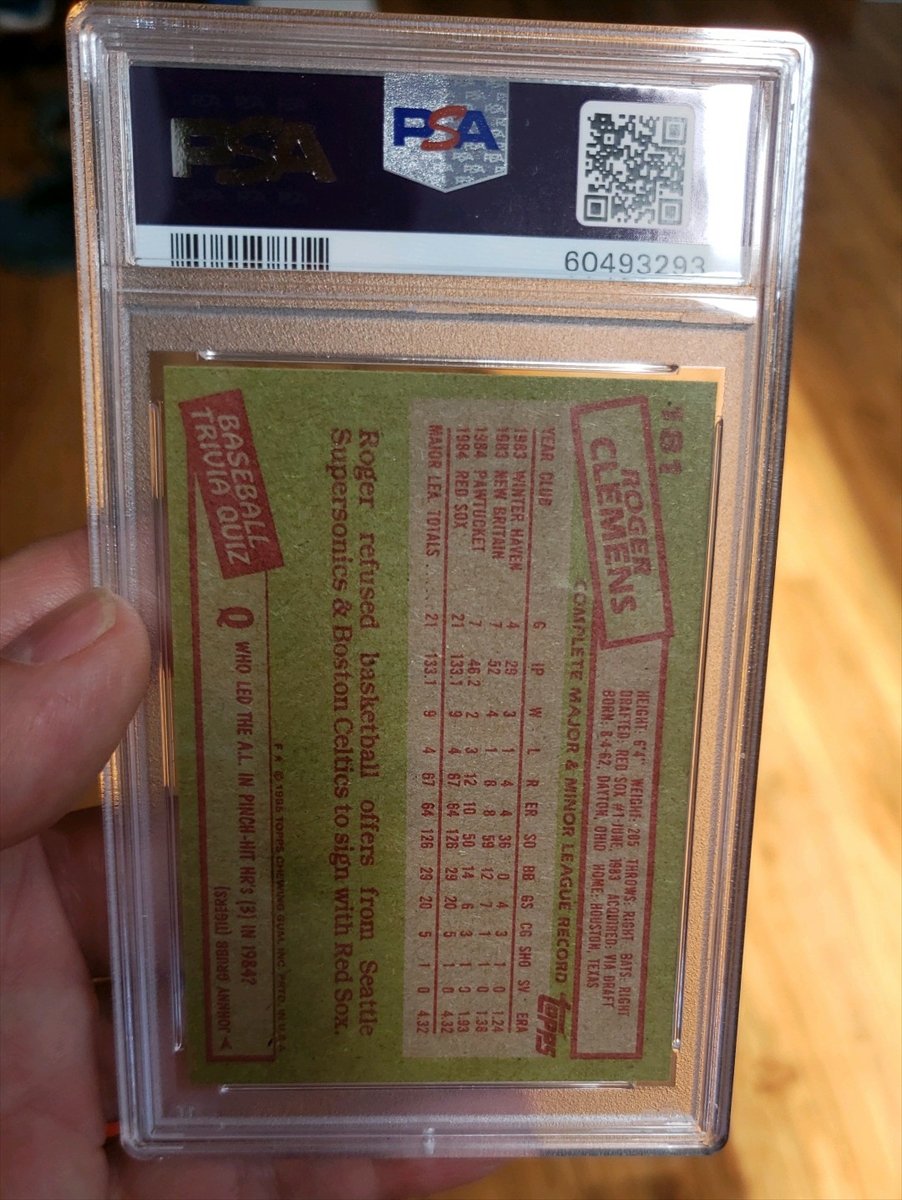 PSA
PSA
60493293
181
ROGER
CLEMENS
HEIGHT: 6'4" WEIGHT: 205 THROWS: RIGHT BATS: RIGHT
DRAFTED: RED SOX #1-JUNE, 1983 ACQUIRED: VIA DRAFT
BORN: 8-4-62, DAYTON, OHIO HOME: HOUSTON, TEXAS
COMPLETE MAJOR & MINOR LEAGUE RECORD
topps
YEAR CLUB G IP W L R ER SO BB GS CG SHO SV ERA
1983 WINTER HAVEN 4 29 3 1 4 4 36 0 4 3 1 0 1.24
1983 NEW BRITAIN 7 52 4 1 8 8 59 12 7 1 1 0 1.38
1984 PAWTUCKET 7 46.2 2 3 12 10 50 14 6 3 1 0 1.93
1984 RED SOX 21 133.1 9 4 67 64 126 29 20 5 1 0 4.32
MAJOR LEA. TOTALS.... 21 133.1 9 4 67 64 126 29 20 5 1 0 4.32
Roger refused basketball offers from Seattle
Supersonics & Boston Celtics to sign with Red Sox.
F * © 1985 TOPPS CHEWING GUM, INC. PRTD. IN U.S.A.
BASEBALL
TRIVIA QUIZ
Q WHO LED THE A.L. IN PINCH-HIT HR'S (3) IN 1984?
JOHNNY GRUBB (TIGERS)